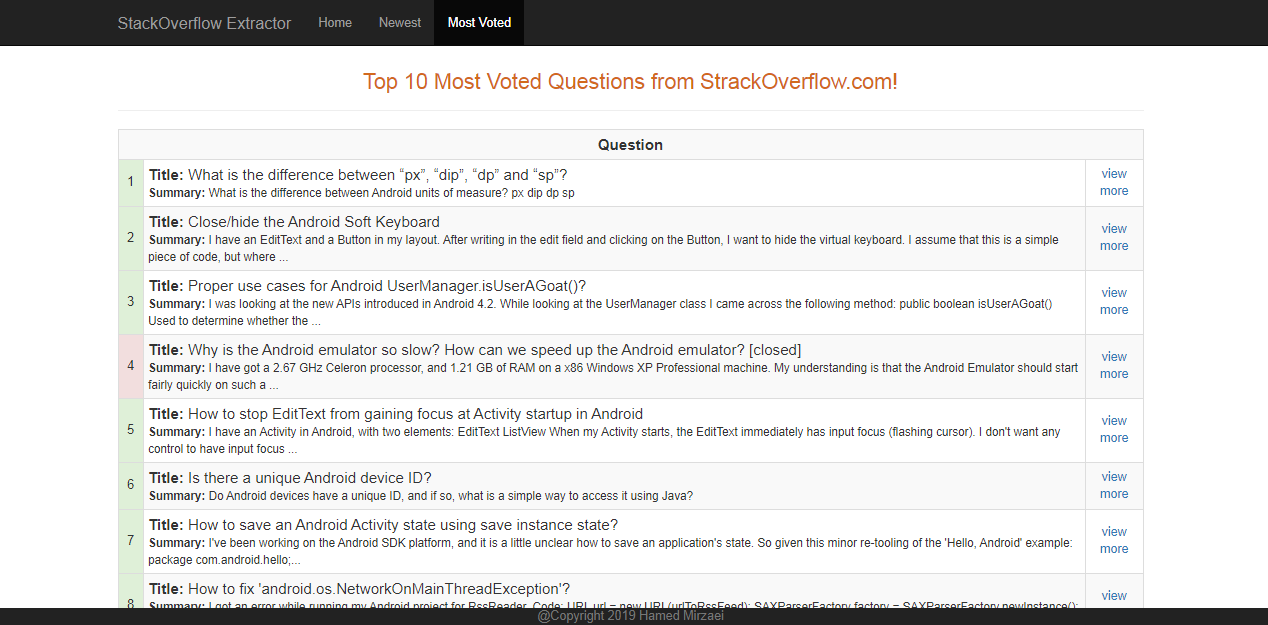 StackOverflow Extractor Home Newest Most Voted
Top 10 Most Voted Questions from StrackOverflow.com!
Question
1 Title: What is the difference between “px”, “dip”, “dp” and “sp”?
Summary: What is the difference between Android units of measure? px dip dp sp
view
more
2 Title: Close/hide the Android Soft Keyboard
Summary: I have an EditText and a Button in my layout. After writing in the edit field and clicking on the Button, I want to hide the virtual keyboard. I assume that this is a simple
piece of code, but where ...
view
more
3 Title: Proper use cases for Android UserManager.isUserAGoat()?
Summary: I was looking at the new APIs introduced in Android 4.2. While looking at the UserManager class I came across the following method: public boolean isUserAGoat()
Used to determine whether the ...
view
more
4 Title: Why is the Android emulator so slow? How can we speed up the Android emulator? [closed]
Summary: I have got a 2.67 GHz Celeron processor, and 1.21 GB of RAM on a x86 Windows XP Professional machine. My understanding is that the Android Emulator should start
fairly quickly on such a ...
view
more
5 Title: How to stop EditText from gaining focus at Activity startup in Android
Summary: I have an Activity in Android, with two elements: EditText ListView When my Activity starts, the EditText immediately has input focus (flashing cursor). I don't want any
control to have input focus ...
view
more
6 Title: Is there a unique Android device ID?
Summary: Do Android devices have a unique ID, and if so, what is a simple way to access it using Java?
view
more
7 Title: How to save an Android Activity state using save instance state?
Summary: I've been working on the Android SDK platform, and it is a little unclear how to save an application's state. So given this minor re-tooling of the 'Hello, Android' example:
package com.android.hello;...
view
more
8 Title: How to fix 'android.os.NetworkOnMainThreadException'?
Summary: I got an error while running my Android project for RssReader. Code: URL url = new URL(urlToRssFeed); SAXParserFactory factory = SAXParserFactory.newInstance();
view
@Copyright 2019 Hamed Mirzaei